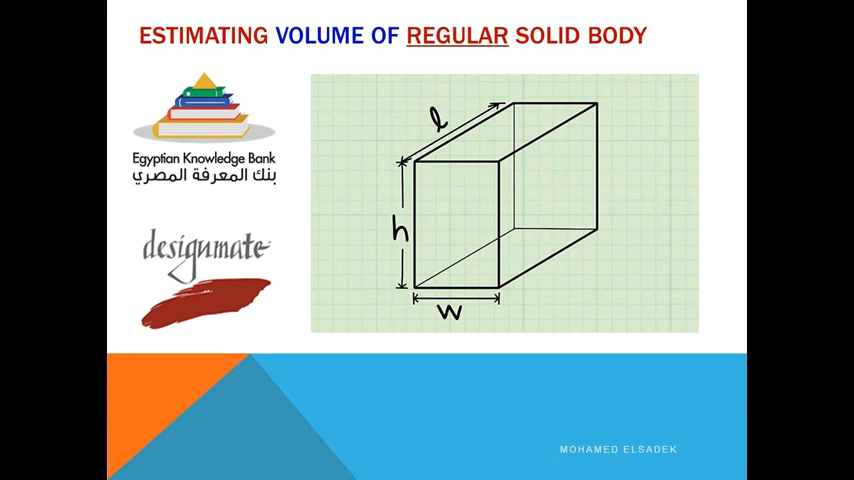 ESTIMATING VOLUME OF REGULAR SOLID BODY
Egyptian Knowledge Bank
بنك المعرفة المصري
designmate
l
h
w
MOHAMED ELSADEK